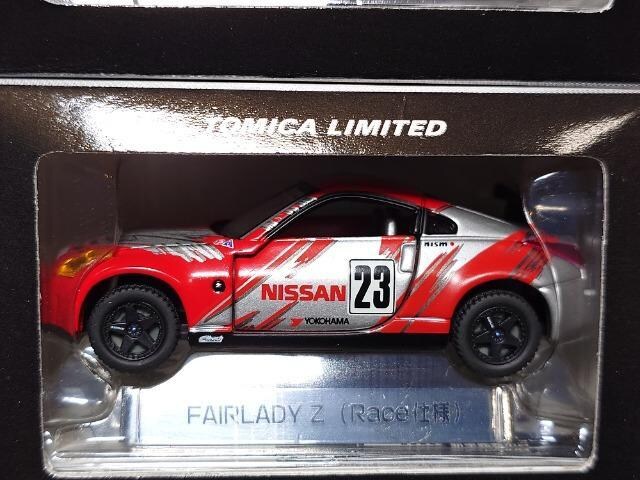 TOMICA LIMITED
nismo
NISSAN 23
YOKOHAMA
FAIRLADY Z (Race仕様)